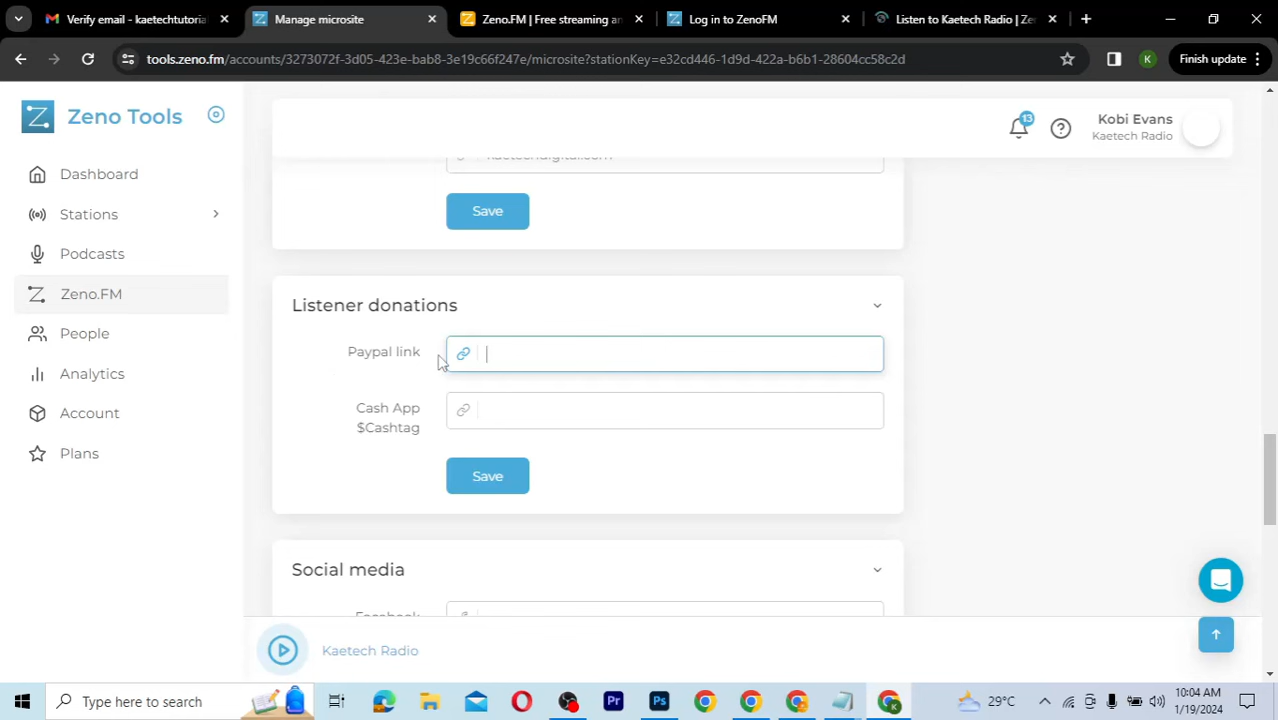 Verify email - kaetechtutoria
Manage microsite
Zeno.FM | Free streaming an
Log in to ZenoFM
Listen to Kaetech Radio | Ze
tools.zeno.fm/accounts/3273072f-3d05-423e-bab8-3e19c66f247e/microsite?stationKey=e32cd446-1d9d-422a-b6b1-28604cc58c2d
K
Finish update
Zeno Tools
13
Kobi Evans
Kaetech Radio
Dashboard
Stations
Podcasts
Zeno.FM
People
Analytics
Account
Plans
kaetechdigital.com
Save
Listener donations
Paypal link
Cash App
$Cashtag
Save
Social media
Facebook
Kaetech Radio
Type here to search
29°C
10:04 AM
1/19/2024